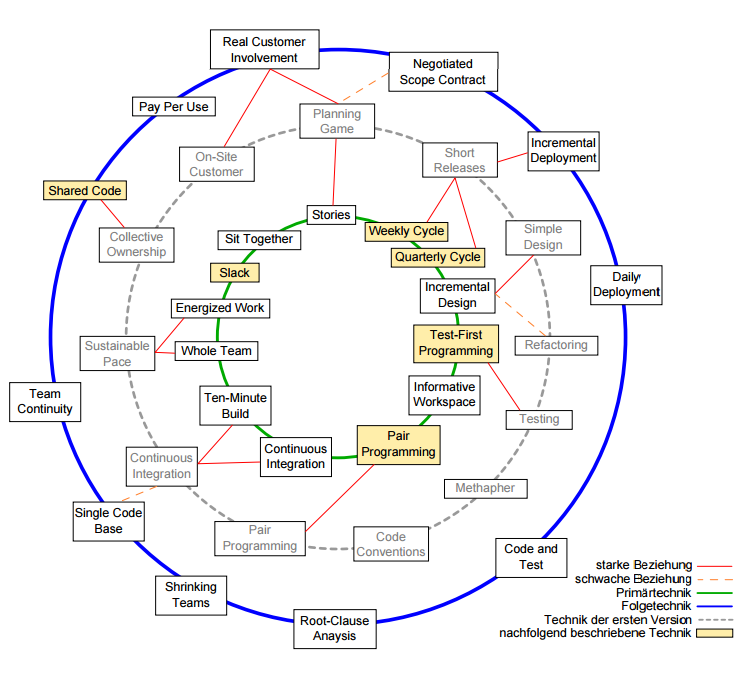 Real Customer
Involvement
Negotiated
Scope Contract
Pay Per Use
Planning
Game
On-Site
Customer
Short
Releases
Incremental
Deployment
Shared Code
Stories
Weekly Cycle
Collective
Ownership
Sit Together
Simple
Design
Quarterly Cycle
Slack
Incremental
Design
Daily
Deployment
Energized Work
Test-First
Programming
Sustainable
Pace
Whole Team
Refactoring
Team
Continuity
Ten-Minute
Build
Informative
Workspace
Testing
Continuous
Integration
Continuous
Integration
Pair
Programming
Methapher
Single Code
Base
Pair
Programming
Code
Conventions
Code and
Test
Shrinking
Teams
Root-Clause
Anaysis
starke Beziehung
schwache Beziehung
Primärtechnik
Folgetechnik
Technik der ersten Version
nachfolgend beschriebene Technik